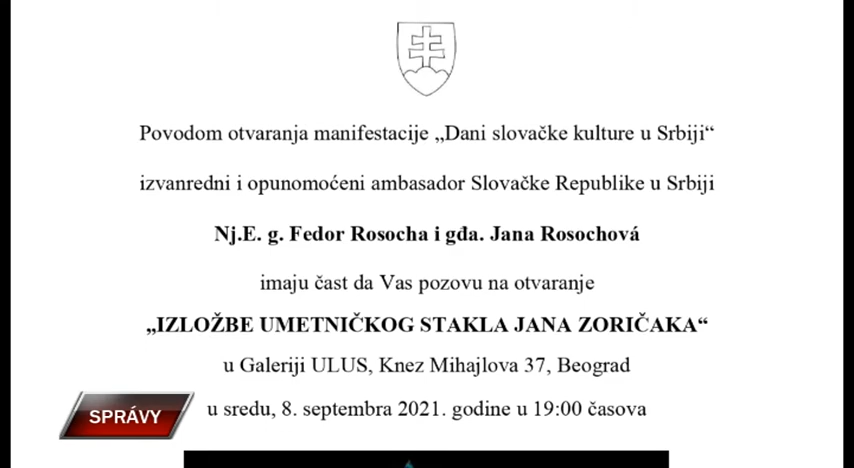 Povodom otvaranja manifestacije „Dani slovačke kulture u Srbiji“
izvanredni i opunomoćeni ambasador Slovačke Republike u Srbiji
Nj.E. g. Fedor Rosocha i gđa. Jana Rosochová
imaju čast da Vas pozovu na otvaranje
„IZLOŽBE UMETNIČKOG STAKLA JANA ZORIČAKA“
u Galeriji ULUS, Knez Mihajlova 37, Beograd
u sredu, 8. septembra 2021. godine u 19:00 časova
SPRÁVY